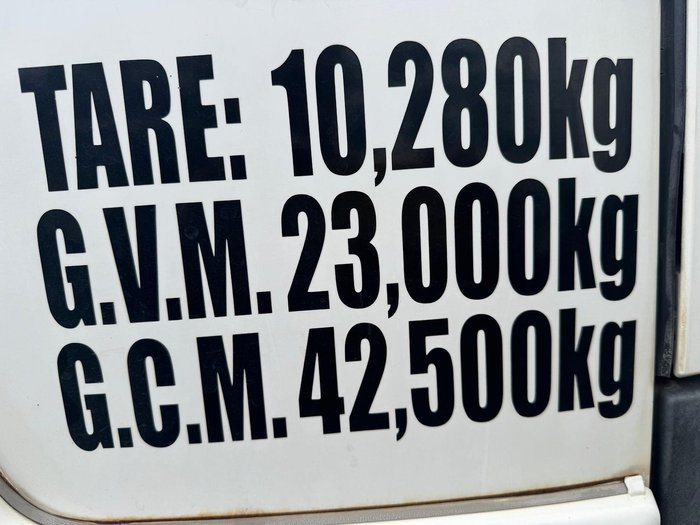 TARE: 10,280kg
G.V.M. 23,000kg
G.C.M. 42,500kg